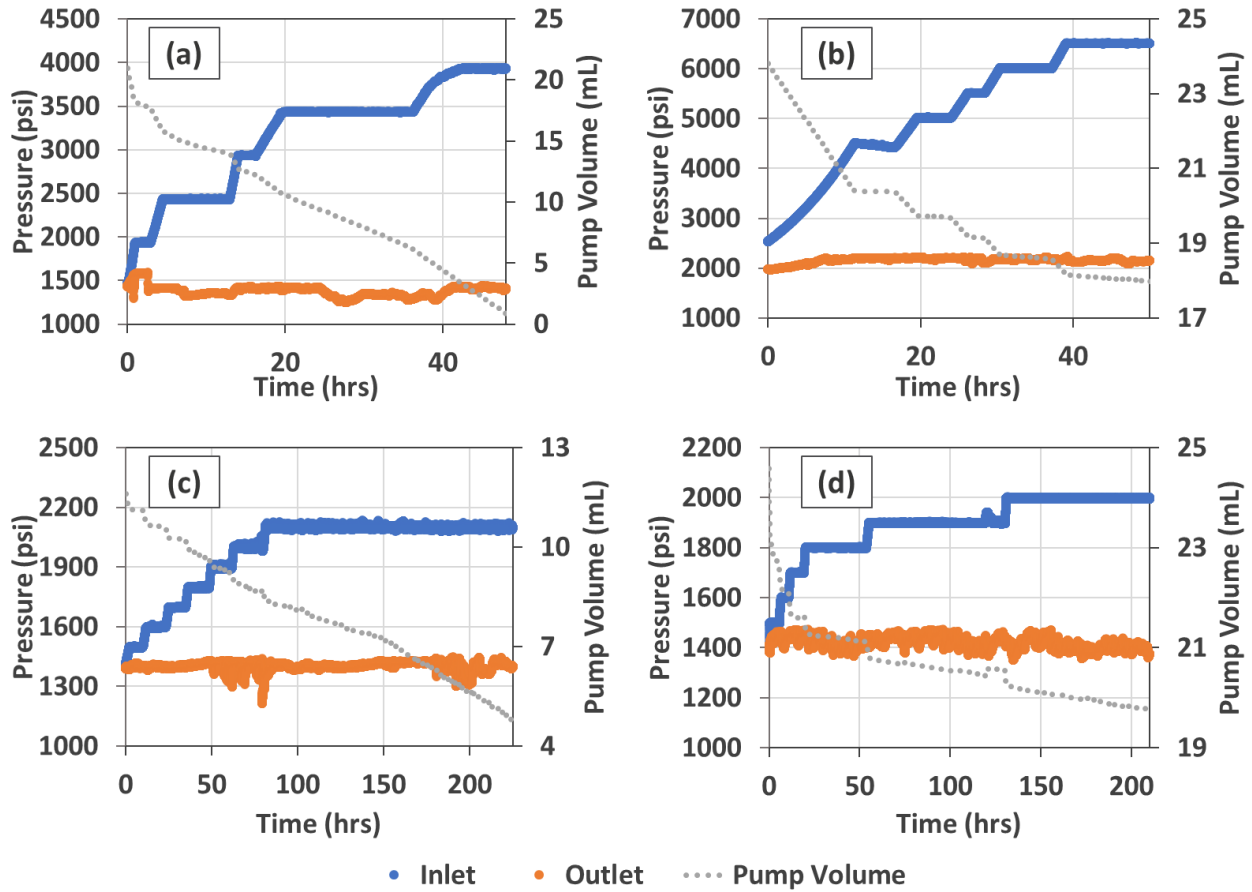 (a)
4500
4000
3500
3000
2500
2000
1500
1000
Pressure (psi)
25
20
15
10
5
0
Pump Volume (mL)
0 20 40
Time (hrs)
(b)
7000
6000
5000
4000
3000
2000
1000
Pressure (psi)
25
23
21
19
17
Pump Volume (mL)
0 20 40
Time (hrs)
(c)
2500
2200
1900
1600
1300
1000
Pressure (psi)
13
10
7
4
Pump Volume (mL)
0 50 100 150 200
Time (hrs)
(d)
2200
2000
1800
1600
1400
1200
1000
Pressure (psi)
25
23
21
19
Pump Volume (mL)
0 50 100 150 200
Time (hrs)
Inlet Outlet Pump Volume